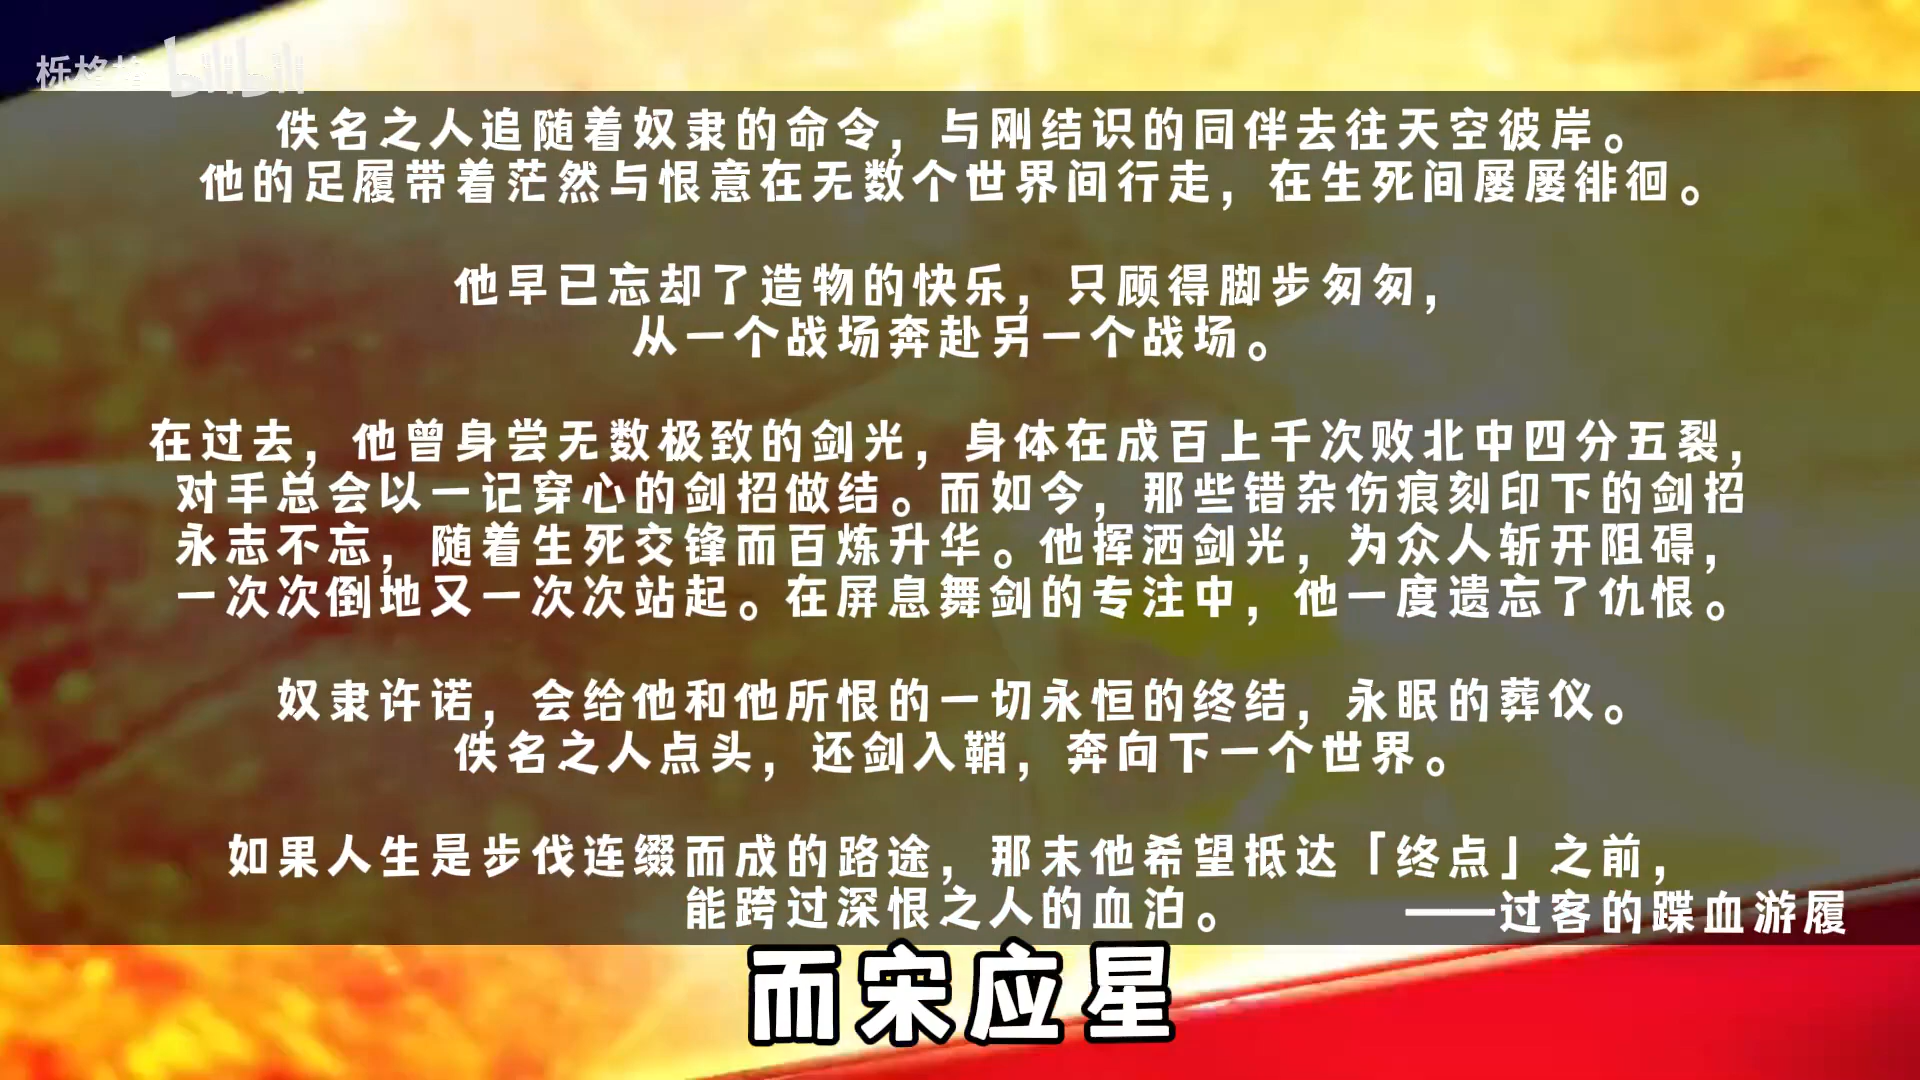 栎格格 bilibili
佚名之人追随着奴隶的命令，与刚结识的同伴去往天空彼岸。
他的足履带着茫然与恨意在无数个世界间行走，在生死间屡屡徘徊。
他早已忘却了造物的快乐，只顾得脚步匆匆，
从一个战场奔赴另一个战场。
在过去，他曾身尝无数极致的剑光，身体在成百上千次败北中四分五裂，
对手总会以一记穿心的剑招做结。而如今，那些错杂伤痕刻印下的剑招
永志不忘，随着生死交锋而百炼升华。他挥洒剑光，为众人斩开阻碍，
一次次倒地又一次次站起。在屏息舞剑的专注中，他一度遗忘了仇恨。
奴隶许诺，会给他和他所恨的一切永恒的终结，永眠的葬仪。
佚名之人点头，还剑入鞘，奔向下一个世界。
如果人生是步伐连缀而成的路途，那末他希望抵达「终点」之前，
能跨过深恨之人的血泊。
——过客的蹀血游履
而宋应星